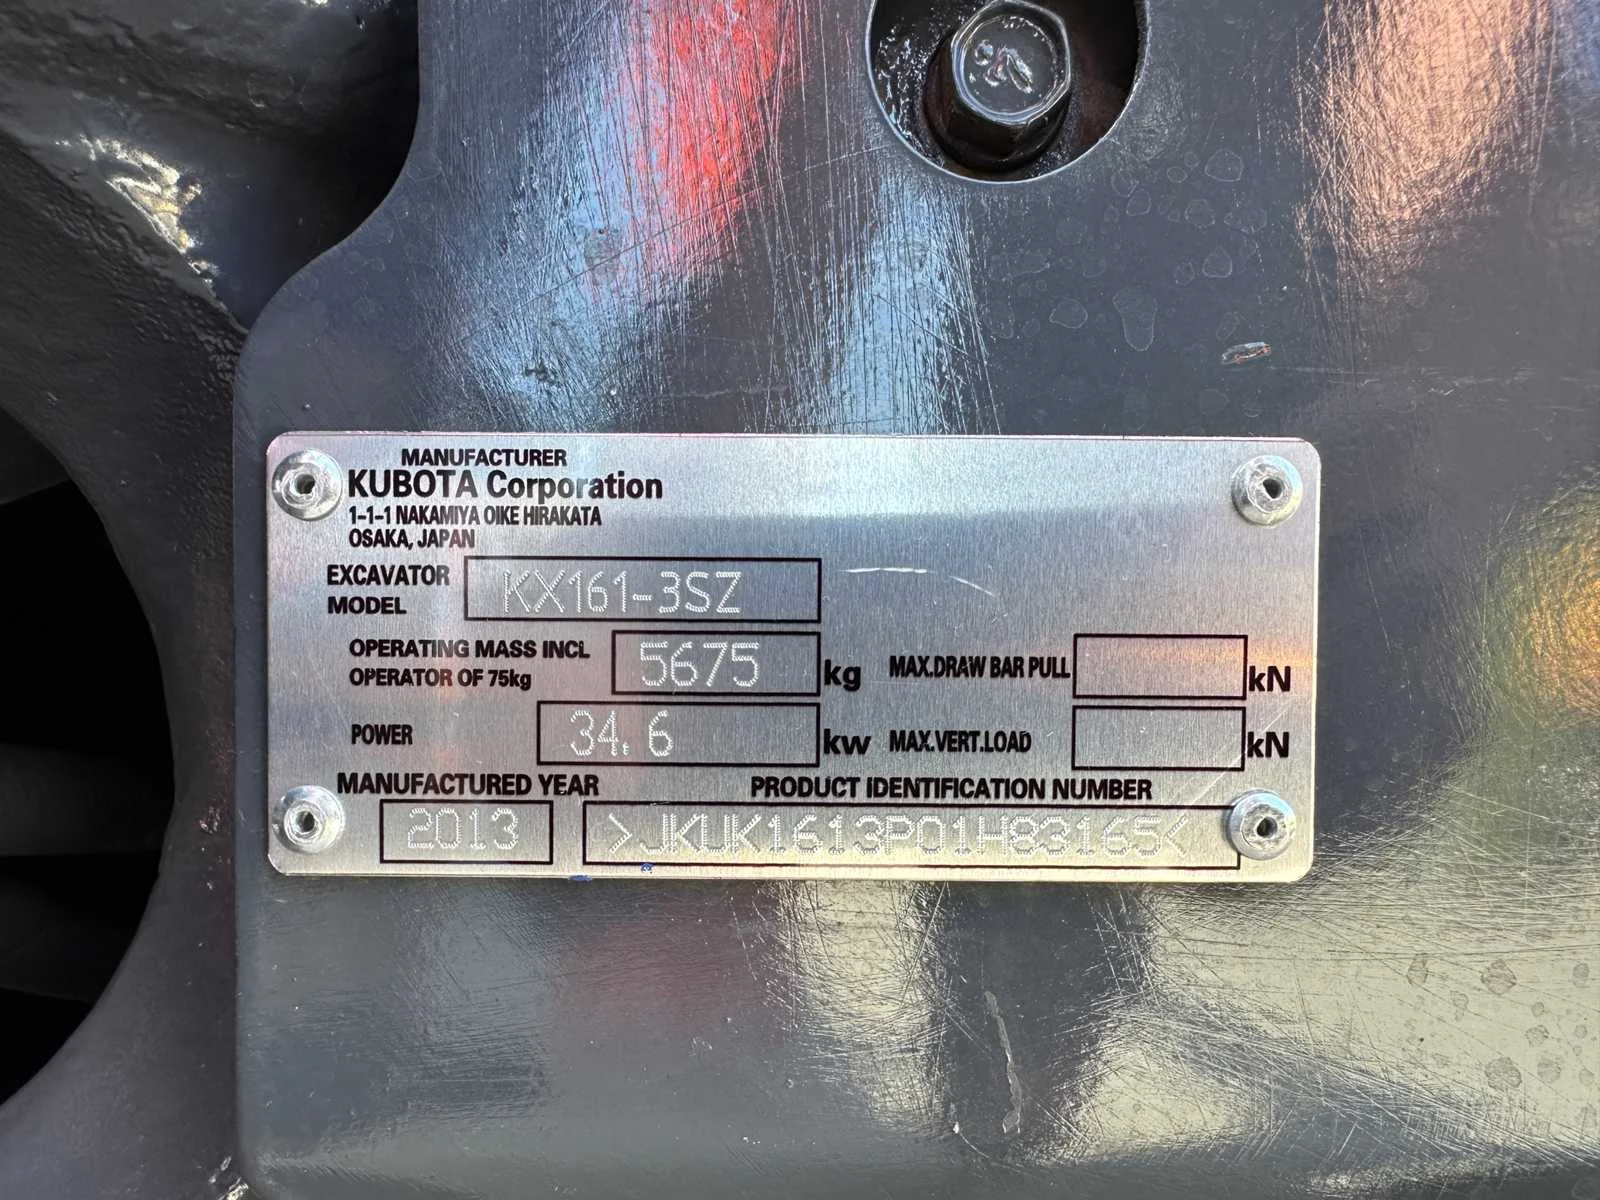 MANUFACTURER
KUBOTA Corporation
1-1-1 NAKAMIYA OIKE HIRAKATA
OSAKA, JAPAN
EXCAVATOR MODEL KX161-3SZ
OPERATING MASS INCL OPERATOR OF 75kg 5675 kg MAX.DRAW BAR PULL kN
POWER 34.6 kw MAX.VERT.LOAD kN
MANUFACTURED YEAR PRODUCT IDENTIFICATION NUMBER
2013 >JKUK1613P01H83165<